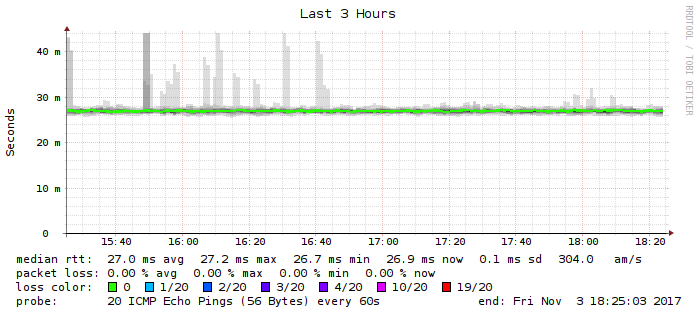 Last 3 Hours
RRDTOOL / TOBI OETIKER
Seconds
40 m
30 m
20 m
10 m
0
15:40 16:00 16:20 16:40 17:00 17:20 17:40 18:00 18:20
median rtt: 27.0 ms avg 27.2 ms max 26.7 ms min 26.9 ms now 0.1 ms sd 304.0 am/s
packet loss: 0.00 % avg 0.00 % max 0.00 % min 0.00 % now
loss color: 0 1/20 2/20 3/20 4/20 10/20 19/20
probe: 20 ICMP Echo Pings (56 Bytes) every 60s end: Fri Nov 3 18:25:03 2017